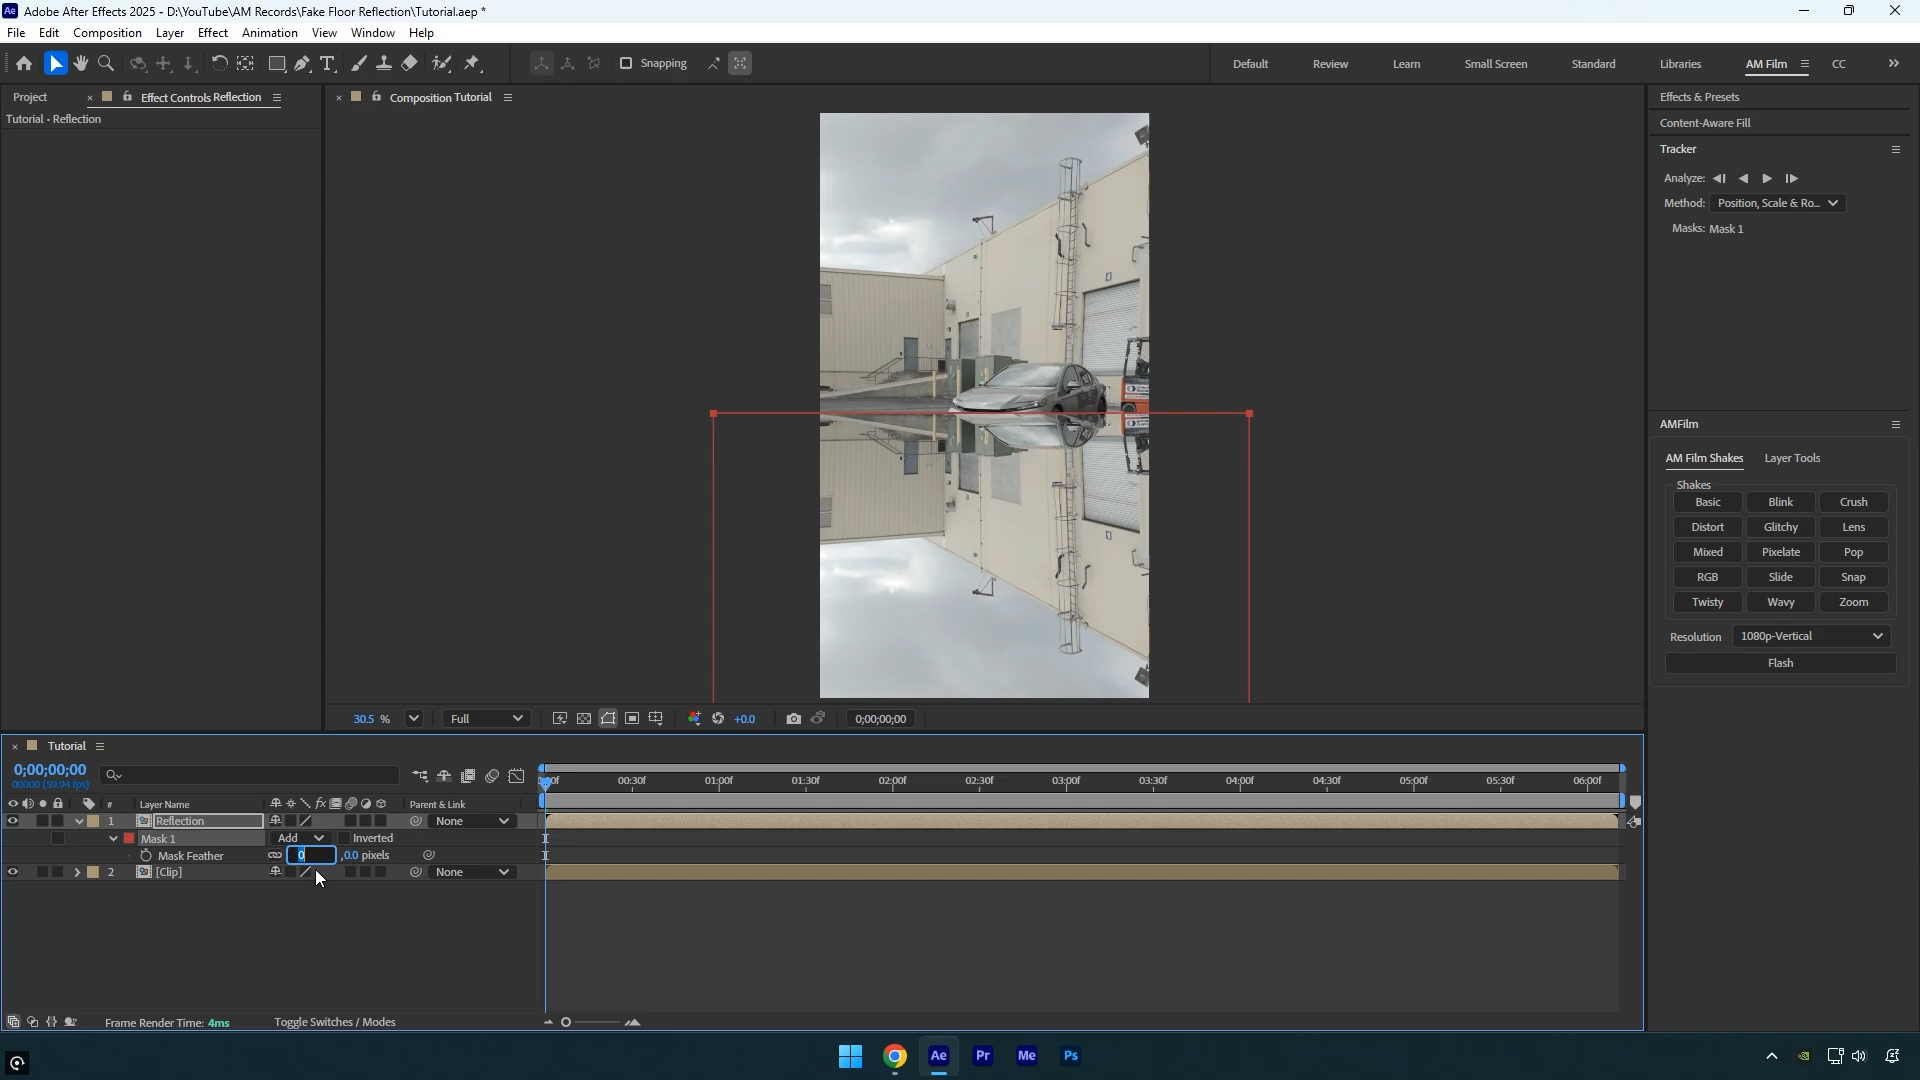 Adobe After Effects 2025 - D:\YouTube\AM Records\Fake Floor Reflection\Tutorial.aep *
File Edit Composition Layer Effect Animation View Window Help
Snapping Default Review Learn Small Screen Standard Libraries AM Film CC
Project Effect Controls Reflection
Tutorial • Reflection
Composition Tutorial
Effects & Presets
Content-Aware Fill
Tracker
Analyze:
Method: Position, Scale & Ro...
Masks: Mask 1
AMFilm
AM Film Shakes Layer Tools
Shakes
Basic Blink Crush
Distort Glitchy Lens
Mixed Pixelate Pop
RGB Slide Snap
Twisty Wavy Zoom
Resolution 1080p-Vertical
Flash
30.5 % Full +0.0 0;00;00;00
Tutorial
0;00;00;00
00000 (59.94 fps)
00:30f 01:00f 01:30f 02:00f 02:30f 03:00f 03:30f 04:00f 04:30f 05:00f 05:30f 06:00f
# Layer Name fx Parent & Link
1 Reflection None
Mask 1 Add Inverted
Mask Feather 0 ,0.0 pixels
2 [Clip] None
Frame Render Time: 4ms Toggle Switches / Modes
Ae Pr Me Ps